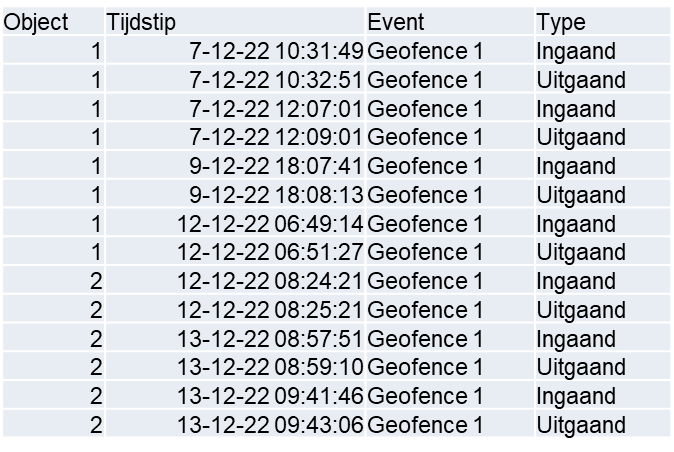 Object Tijdstip Event Type
1 7-12-22 10:31:49 Geofence 1 Ingaand
1 7-12-22 10:32:51 Geofence 1 Uitgaand
1 7-12-22 12:07:01 Geofence 1 Ingaand
1 7-12-22 12:09:01 Geofence 1 Uitgaand
1 9-12-22 18:07:41 Geofence 1 Ingaand
1 9-12-22 18:08:13 Geofence 1 Uitgaand
1 12-12-22 06:49:14 Geofence 1 Ingaand
1 12-12-22 06:51:27 Geofence 1 Uitgaand
2 12-12-22 08:24:21 Geofence 1 Ingaand
2 12-12-22 08:25:21 Geofence 1 Uitgaand
2 13-12-22 08:57:51 Geofence 1 Ingaand
2 13-12-22 08:59:10 Geofence 1 Uitgaand
2 13-12-22 09:41:46 Geofence 1 Ingaand
2 13-12-22 09:43:06 Geofence 1 Uitgaand